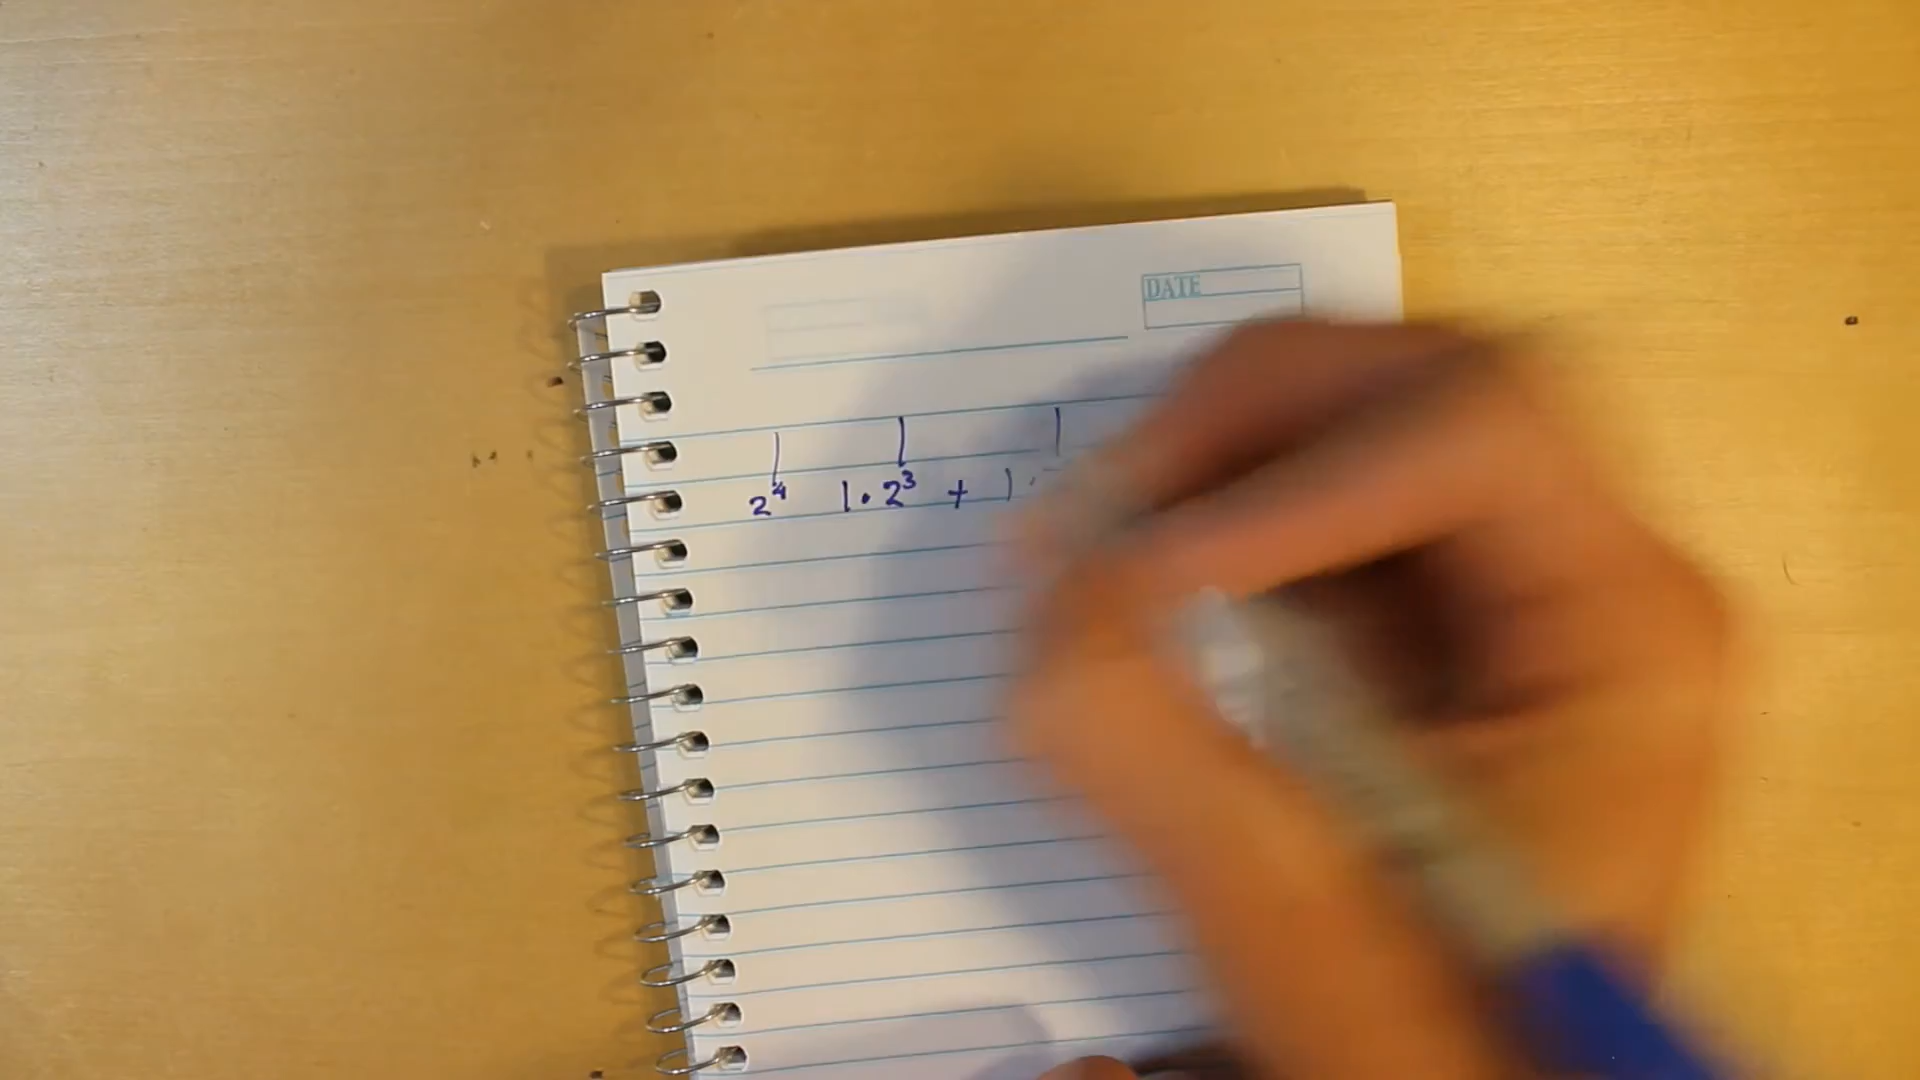 DATE
| | |
2⁴ 1·2³ + 1·